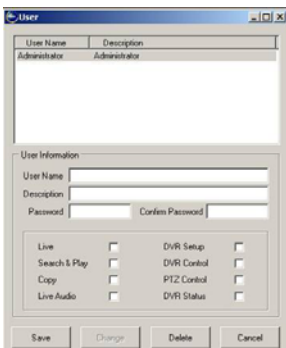 User
User Name Description
Administrator Administrator
User Information
User Name
Description
Password Confirm Password
Live DVR Setup
Search & Play DVR Control
Copy PTZ Control
Live Audio DVR Status
Save Change Delete Cancel